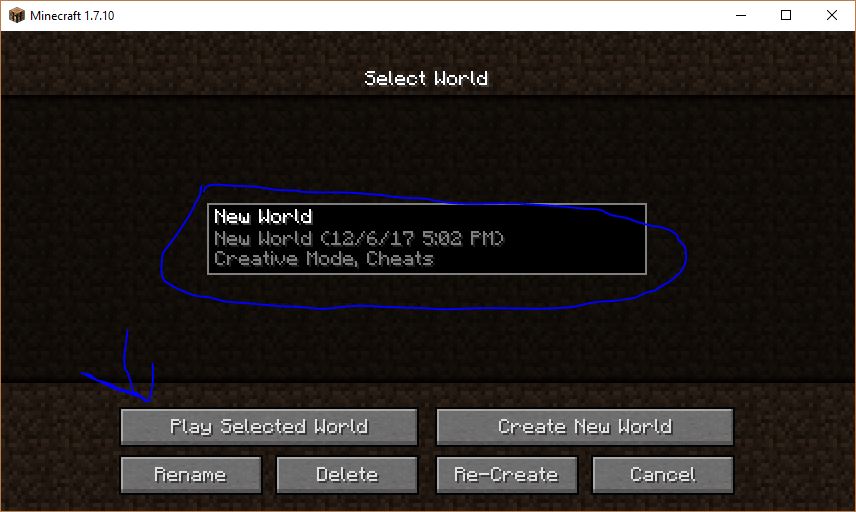 Minecraft 1.7.10
Select World
New World
New World (12/6/17 5:02 PM)
Creative Mode, Cheats
Play Selected World
Create New World
Rename
Delete
Re-Create
Cancel